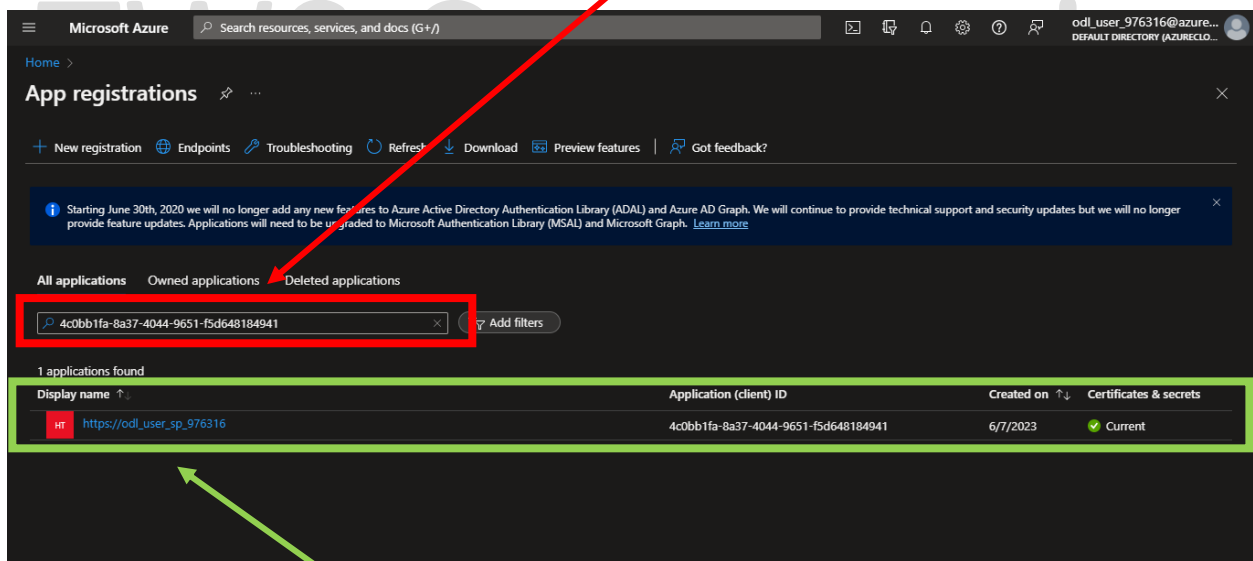 Microsoft Azure
Search resources, services, and docs (G+/)
odl_user_976316@azure...
DEFAULT DIRECTORY (AZURECLO...
Home >
App registrations
New registration
Endpoints
Troubleshooting
Refresh
Download
Preview features
Got feedback?
Starting June 30th, 2020 we will no longer add any new features to Azure Active Directory Authentication Library (ADAL) and Azure AD Graph. We will continue to provide technical support and security updates but we will no longer
provide feature updates. Applications will need to be upgraded to Microsoft Authentication Library (MSAL) and Microsoft Graph. Learn more
All applications Owned applications Deleted applications
4c0bb1fa-8a37-4044-9651-f5d648184941
Add filters
1 applications found
Display name Application (client) ID Created on Certificates & secrets
HT https://odl_user_sp_976316 4c0bb1fa-8a37-4044-9651-f5d648184941 6/7/2023 Current